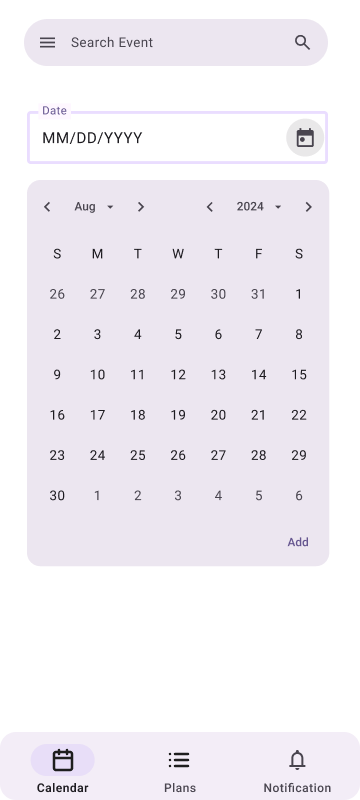 Search Event
Date
MM/DD/YYYY
Aug 2024
S M T W T F S
26 27 28 29 30 31 1
2 3 4 5 6 7 8
9 10 11 12 13 14 15
16 17 18 19 20 21 22
23 24 25 26 27 28 29
30 1 2 3 4 5 6
Add
Calendar Plans Notification